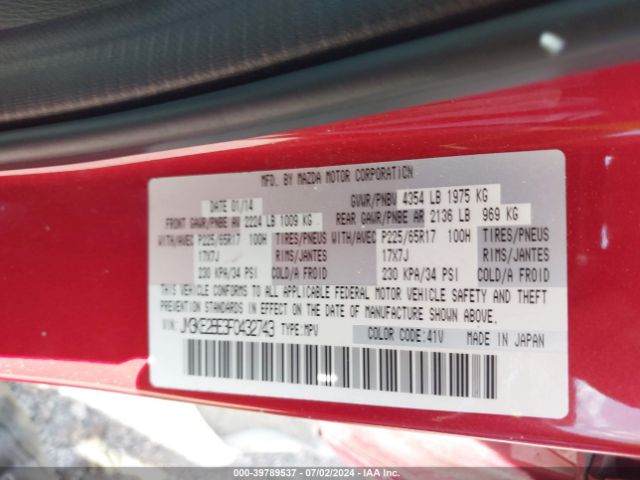 MFD. BY MAZDA MOTOR CORPORATION
DATE 01/14 GVWR/PNBV 4354 LB 1975 KG
FRONT GAWR/PNBE AV 2224 LB 1009 KG REAR GAWR/PNBE AR 2136 LB 969 KG
WITH/AVEC P225/65R17 100H TIRES/PNEUS WITH/AVEC P225/65R17 100H TIRES/PNEUS
17X7J RIMS/JANTES 17X7J RIMS/JANTES
230 KPA/34 PSI COLD/A FROID 230 KPA/34 PSI COLD/A FROID
THIS VEHICLE CONFORMS TO ALL APPLICABLE FEDERAL MOTOR VEHICLE SAFETY AND THEFT
PREVENTION STANDARDS IN EFFECT ON THE DATE OF MANUFACTURE SHOWN ABOVE.
VIN: JM3KE2BE3F0432743 TYPE:MPV COLOR CODE:41V MADE IN JAPAN
000-39789537 - 07/02/2024 - IAA Inc.